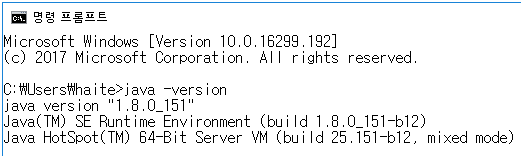 명령 프롬프트
Microsoft Windows [Version 10.0.16299.192]
(c) 2017 Microsoft Corporation. All rights reserved.
C:₩Users₩haite>java -version
java version "1.8.0_151"
Java(TM) SE Runtime Environment (build 1.8.0_151-b12)
Java HotSpot(TM) 64-Bit Server VM (build 25.151-b12, mixed mode)